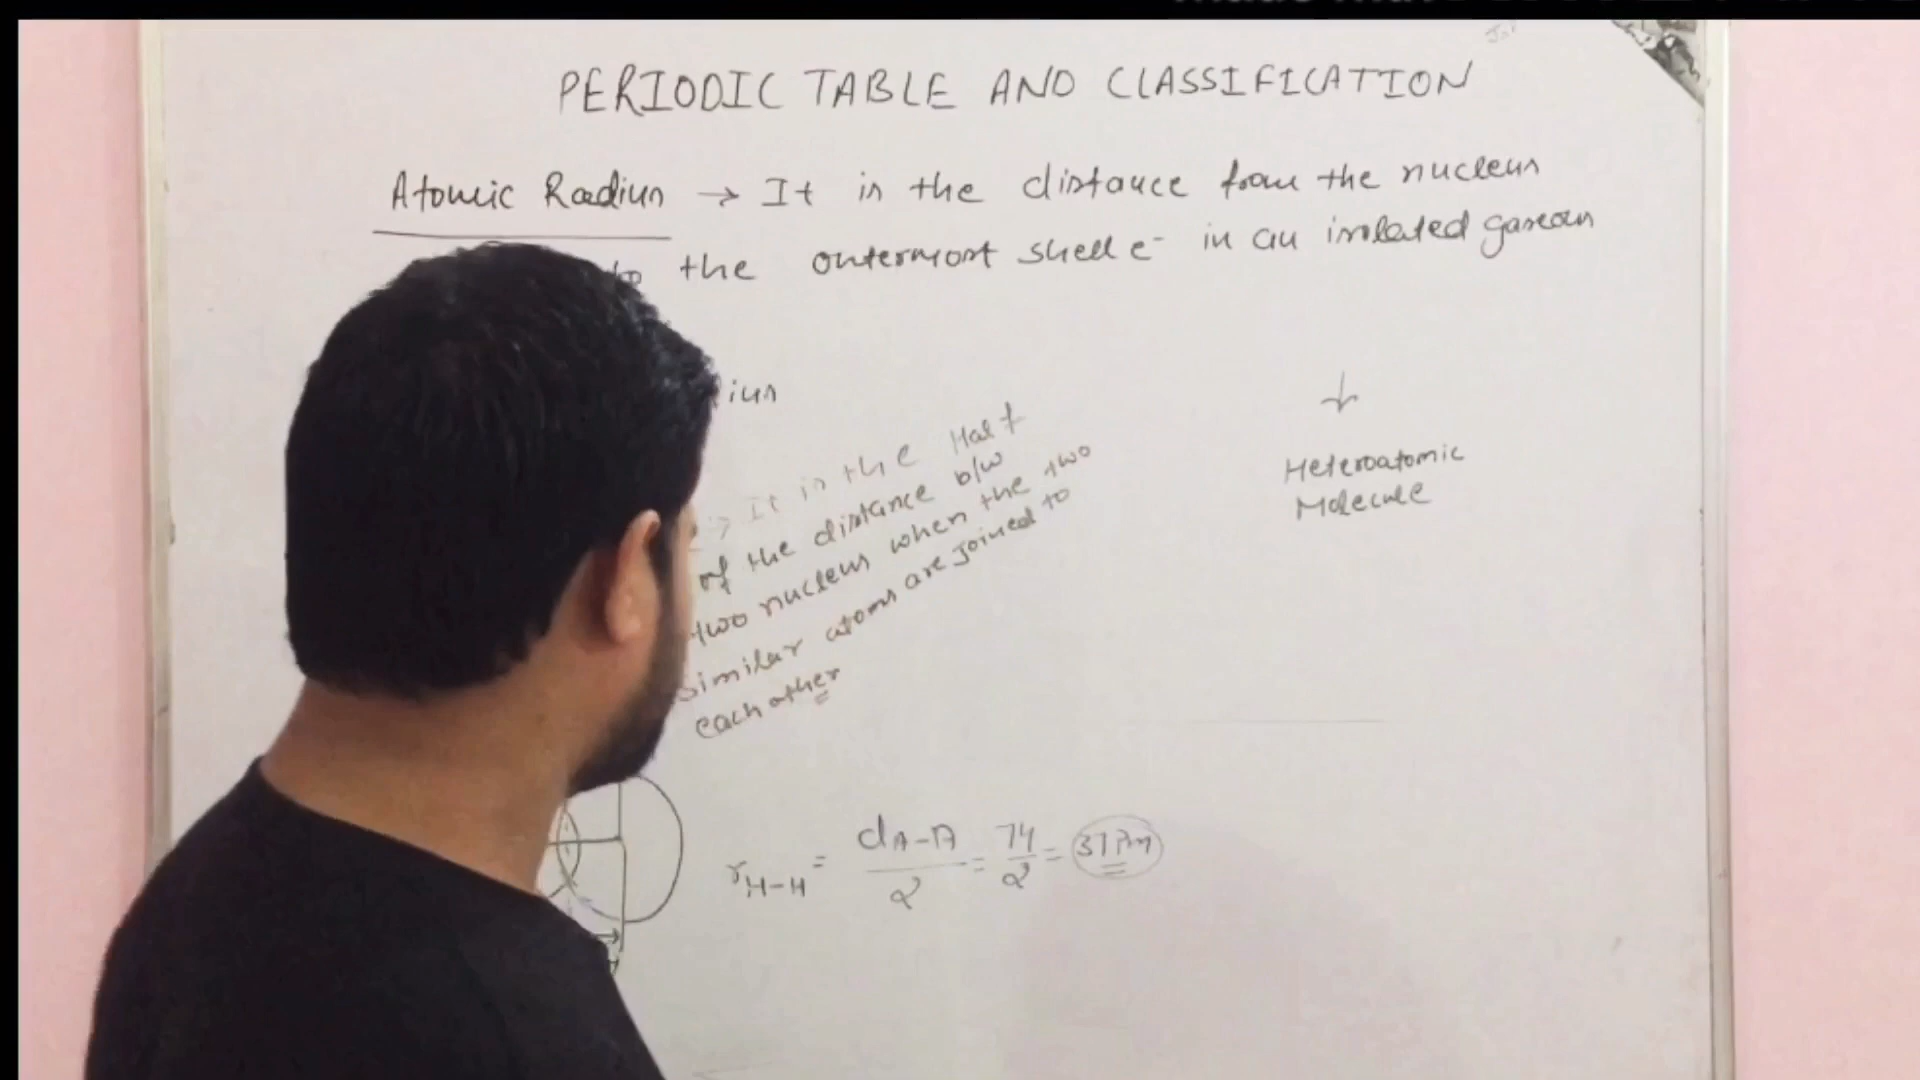 PERIODIC TABLE AND CLASSIFICATION
Atomic Radius → It is the distance from the nucleus
to the outermost shell e⁻ in an isolated gaseous
It is the Half
of the distance b/w
two nucleus when the two
similar atoms are joined to
each other
Heteroatomic
Molecule
r H-H = d A-A / 2 = 74 / 2 = 37 Pm